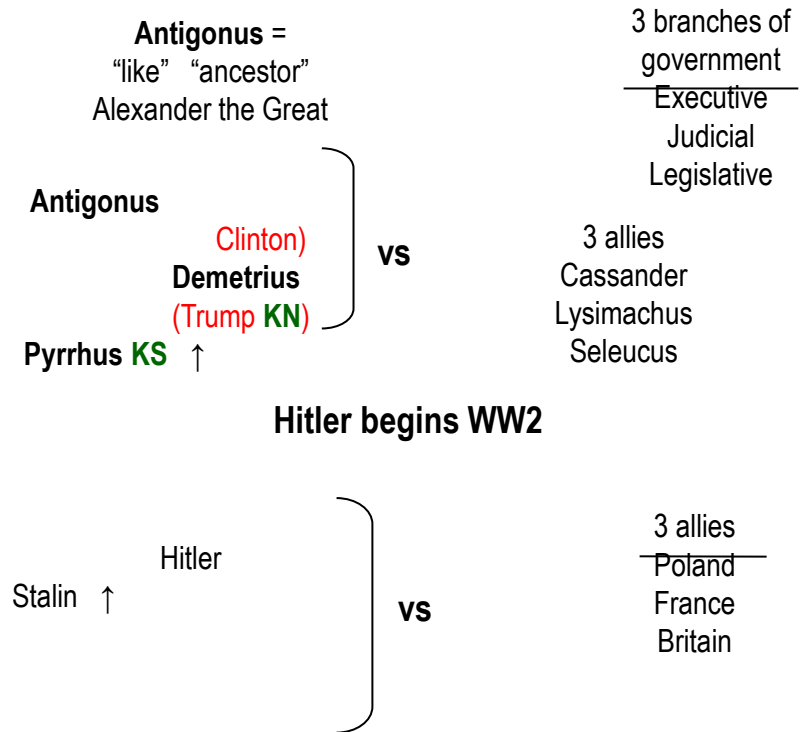 Antigonus =
“like” “ancestor”
Alexander the Great
3 branches of
government
Executive
Judicial
Legislative
Antigonus
Clinton)
Demetrius
(Trump KN)
Pyrrhus KS ↑
vs
3 allies
Cassander
Lysimachus
Seleucus
Hitler begins WW2
Hitler
Stalin ↑
vs
3 allies
Poland
France
Britain